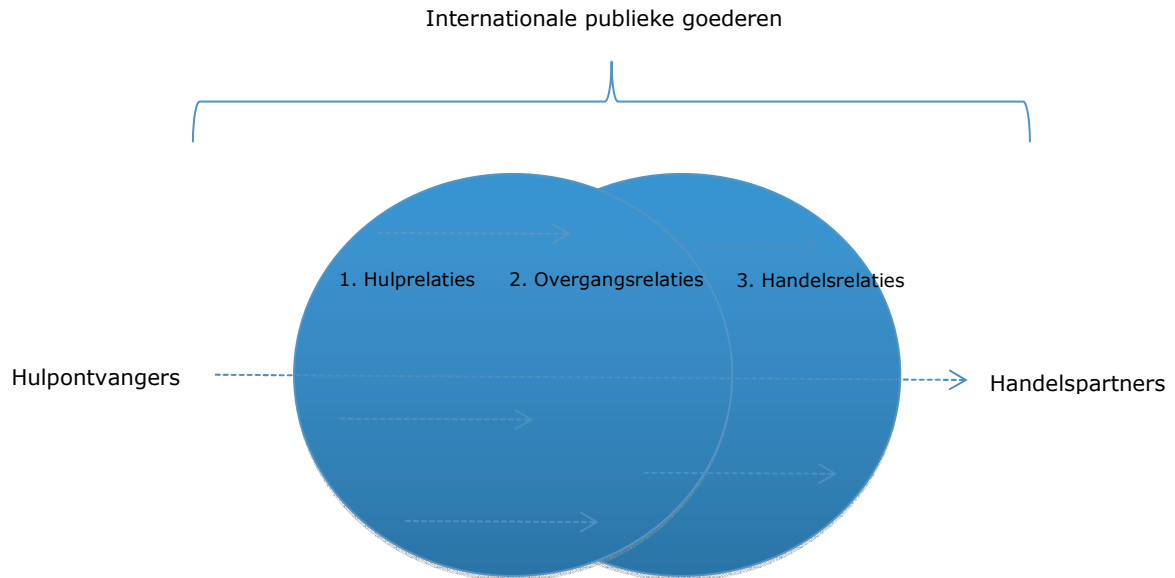 Internationale publieke goederen
1. Hulprelaties
2. Overgangsrelaties
3. Handelsrelaties
Hulpontvangers
Handelspartners